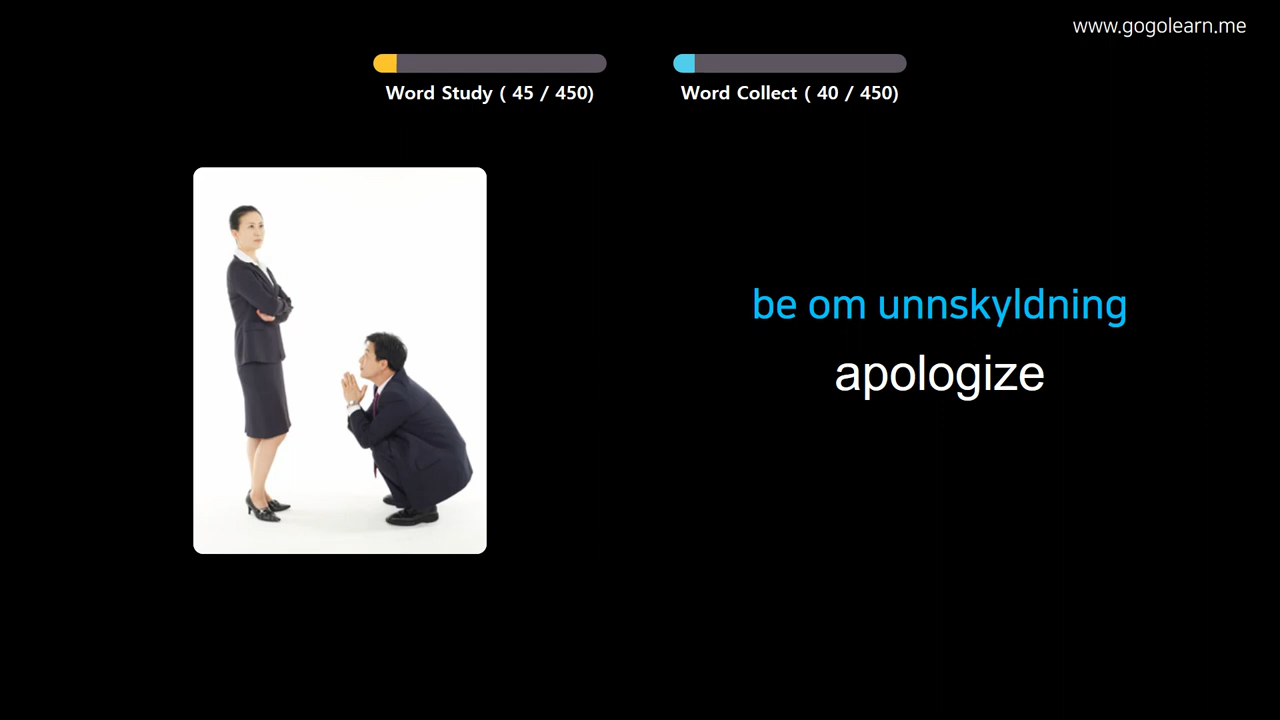 www.gogolearn.me
Word Study ( 45 / 450)
Word Collect ( 40 / 450)
be om unnskyldning
apologize